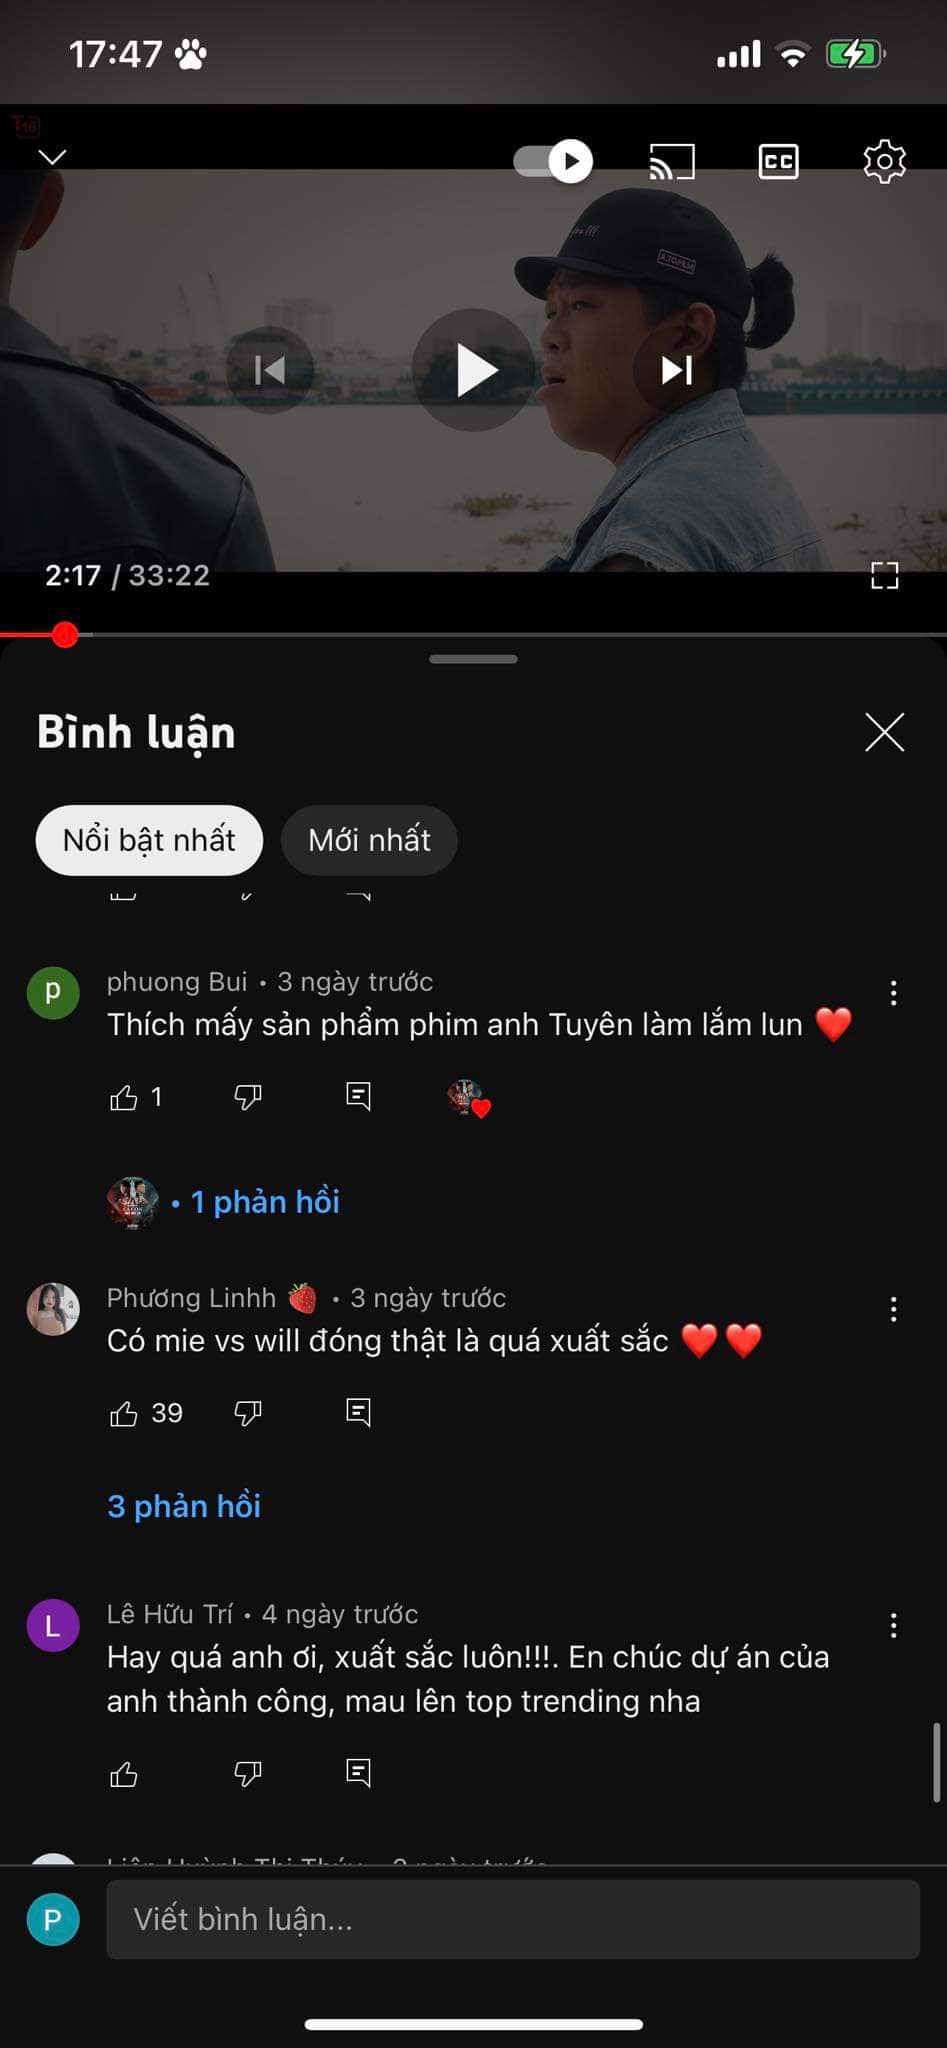 17:47
T16
CC
A.TO.FILM
2:17 / 33:22
Bình luận
Nổi bật nhất
Mới nhất
p
phuong Bui • 3 ngày trước
Thích mấy sản phẩm phim anh Tuyên làm lắm lun ❤️
1
• 1 phản hồi
Phương Linhh 🍓 • 3 ngày trước
Có mie vs will đóng thật là quá xuất sắc ❤️❤️
39
3 phản hồi
L
Lê Hữu Trí • 4 ngày trước
Hay quá anh ơi, xuất sắc luôn!!!. En chúc dự án của
anh thành công, mau lên top trending nha
P
Viết bình luận...